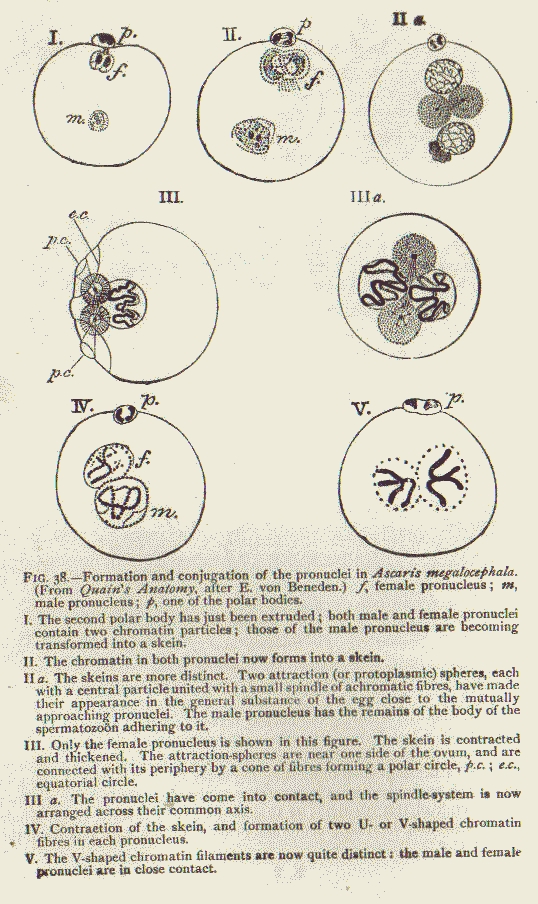 I. p. II. p II a.
f. f.
m. m.
III. III a.
e.c.
p.c.
p.c.
IV. p. V. p.
f.
m.
FIG. 38.—Formation and conjugation of the pronuclei in Ascaris megalocephala.
(From Quain's Anatomy, after E. von Beneden.) f, female pronucleus; m,
male pronucleus; p, one of the polar bodies.
I. The second polar body has just been extruded; both male and female pronuclei
contain two chromatin particles; those of the male pronucleus are becoming
transformed into a skein.
II. The chromatin in both pronuclei now forms into a skein.
II a. The skeins are more distinct. Two attraction (or protoplasmic) spheres, each
with a central particle united with a small spindle of achromatic fibres, have made
their appearance in the general substance of the egg close to the mutually
approaching pronuclei. The male pronucleus has the remains of the body of the
spermatozoön adhering to it.
III. Only the female pronucleus is shown in this figure. The skein is contracted
and thickened. The attraction-spheres are near one side of the ovum, and are
connected with its periphery by a cone of fibres forming a polar circle, p.c.; e.c.,
equatorial circle.
III a. The pronuclei have come into contact, and the spindle-system is now
arranged across their common axis.
IV. Contraction of the skein, and formation of two U- or V-shaped chromatin
fibres in each pronucleus.
V. The V-shaped chromatin filaments are now quite distinct: the male and female
pronuclei are in close contact.